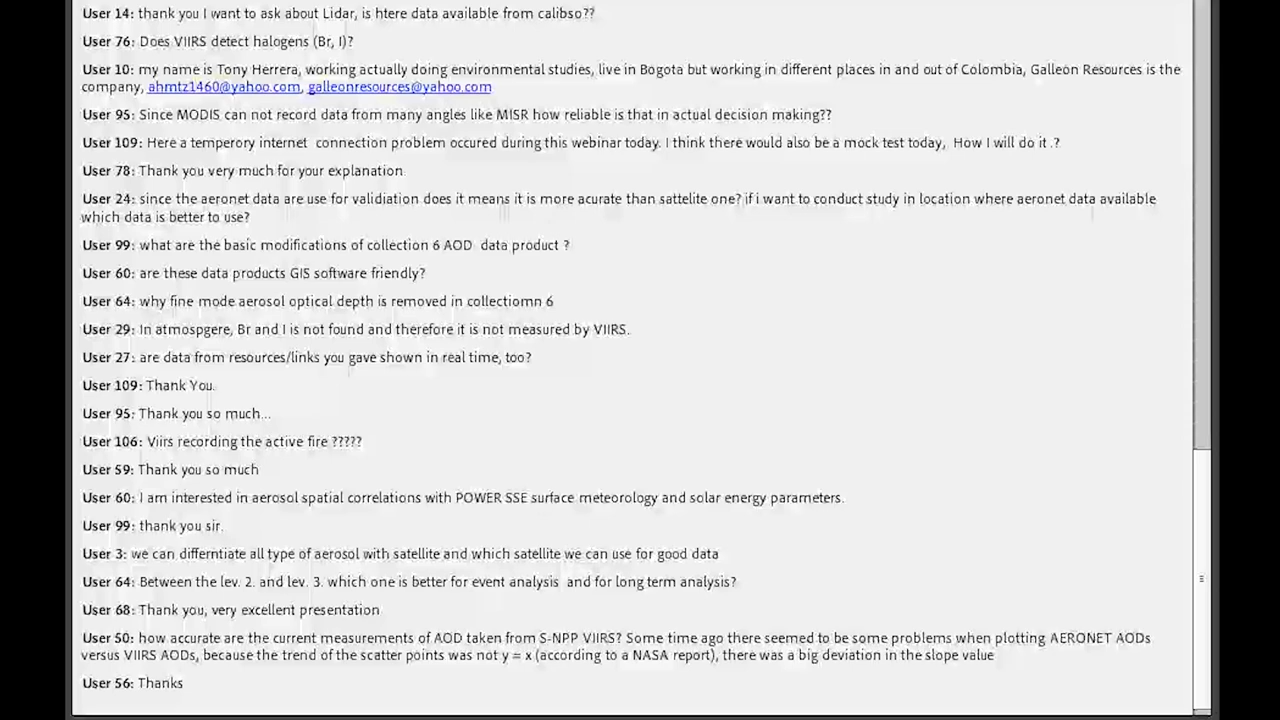 User 14: thank you I want to ask about Lidar, is htere data available from calibso??
User 76: Does VIIRS detect halogens (Br, I)?
User 10: my name is Tony Herrera, working actually doing environmental studies, live in Bogota but working in different places in and out of Colombia, Galleon Resources is the
company, ahmtz1460@yahoo.com, galleonresources@yahoo.com
User 95: Since MODIS can not record data from many angles like MISR how reliable is that in actual decision making??
User 109: Here a temperory internet  connection problem occured during this webinar today. I think there would also be a mock test today,  How I will do it .?
User 78: Thank you very much for your explanation
User 24: since the aeronet data are use for validiation does it means it is more acurate than sattelite one? if i want to conduct study in location where aeronet data available
which data is better to use?
User 99: what are the basic modifications of collection 6 AOD  data product ?
User 60: are these data products GIS software friendly?
User 64: why fine mode aerosol optical depth is removed in collectiomn 6
User 29: In atmospgere, Br and I is not found and therefore it is not measured by VIIRS.
User 27: are data from resources/links you gave shown in real time, too?
User 109: Thank You.
User 95: Thank you so much...
User 106: Viirs recording the active fire ?????
User 59: Thank you so much
User 60: I am interested in aerosol spatial correlations with POWER SSE surface meteorology and solar energy parameters.
User 99: thank you sir.
User 3: we can differntiate all type of aerosol with satellite and which satellite we can use for good data
User 64: Between the lev. 2. and lev. 3. which one is better for event analysis  and for long term analysis?
User 68: Thank you, very excellent presentation
User 50: how accurate are the current measurements of AOD taken from S-NPP VIIRS? Some time ago there seemed to be some problems when plotting AERONET AODs
versus VIIRS AODs, because the trend of the scatter points was not y = x (according to a NASA report), there was a big deviation in the slope value
User 56: Thanks